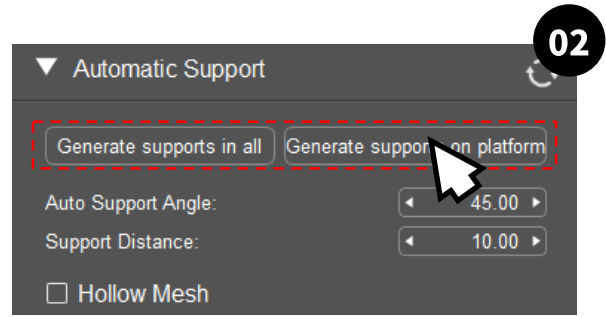 02
Automatic Support
Generate supports in all Generate support on platform
Auto Support Angle: 45.00
Support Distance: 10.00
Hollow Mesh